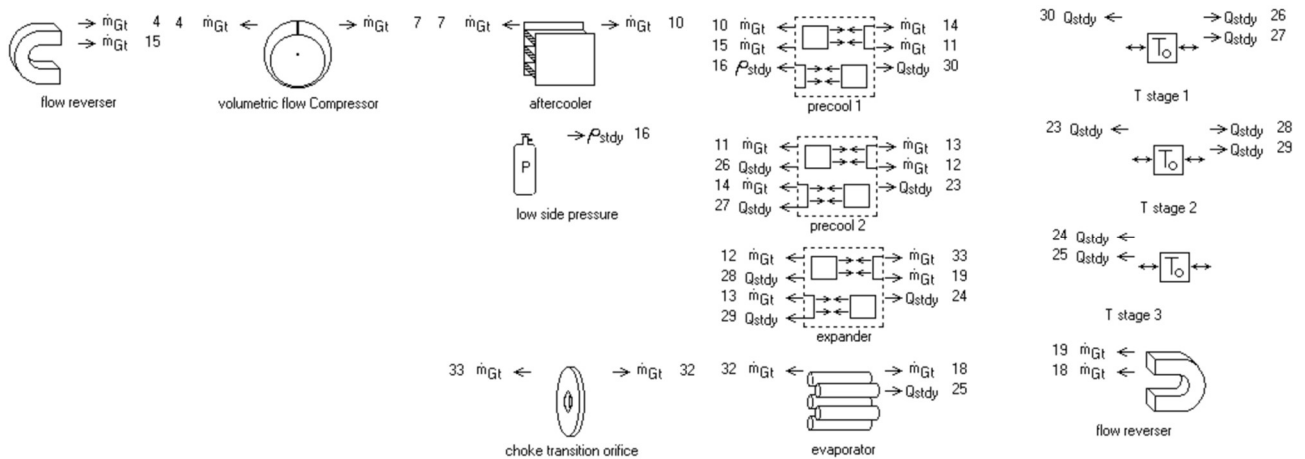 ṁGt 4 4 ṁGt ṁGt 7 7 ṁGt ṁGt 10 10 ṁGt ṁGt 14 30 Qstdy Qstdy 26
ṁGt 15 15 ṁGt ṁGt 11 Qstdy 27
16 ρstdy Qstdy 30 To
flow reverser volumetric flow Compressor aftercooler precool 1 T stage 1
ρstdy 16 11 ṁGt ṁGt 13 23 Qstdy Qstdy 28
26 Qstdy ṁGt 12 Qstdy 29
P 14 ṁGt Qstdy 23 To
27 Qstdy
low side pressure precool 2 T stage 2
12 ṁGt ṁGt 33 24 Qstdy
28 Qstdy ṁGt 19 25 Qstdy To
13 ṁGt Qstdy 24
29 Qstdy
expander T stage 3
33 ṁGt ṁGt 32 32 ṁGt ṁGt 18 19 ṁGt
Qstdy 25 18 ṁGt
choke transition orifice evaporator flow reverser